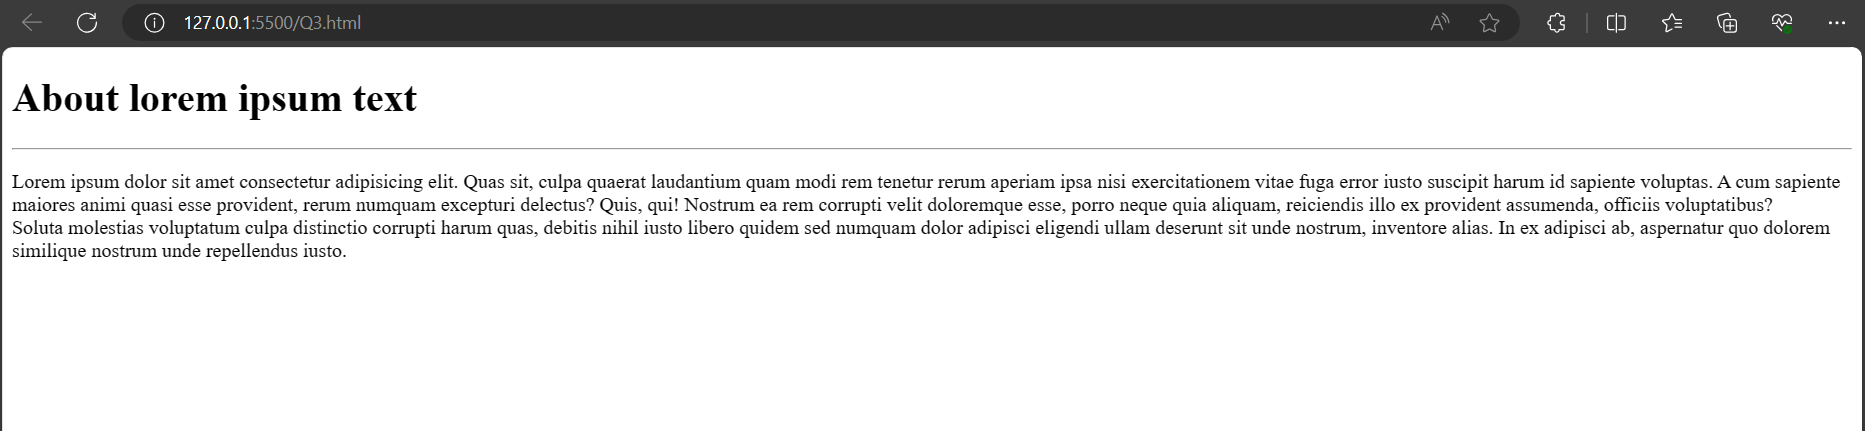 127.0.0.1:5500/Q3.html
About lorem ipsum text
Lorem ipsum dolor sit amet consectetur adipisicing elit. Quas sit, culpa quaerat laudantium quam modi rem tenetur rerum aperiam ipsa nisi exercitationem vitae fuga error iusto suscipit harum id sapiente voluptas. A cum sapiente
maiores animi quasi esse provident, rerum numquam excepturi delectus? Quis, qui! Nostrum ea rem corrupti velit doloremque esse, porro neque quia aliquam, reiciendis illo ex provident assumenda, officiis voluptatibus?
Soluta molestias voluptatum culpa distinctio corrupti harum quas, debitis nihil iusto libero quidem sed numquam dolor adipisci eligendi ullam deserunt sit unde nostrum, inventore alias. In ex adipisci ab, aspernatur quo dolorem
similique nostrum unde repellendus iusto.